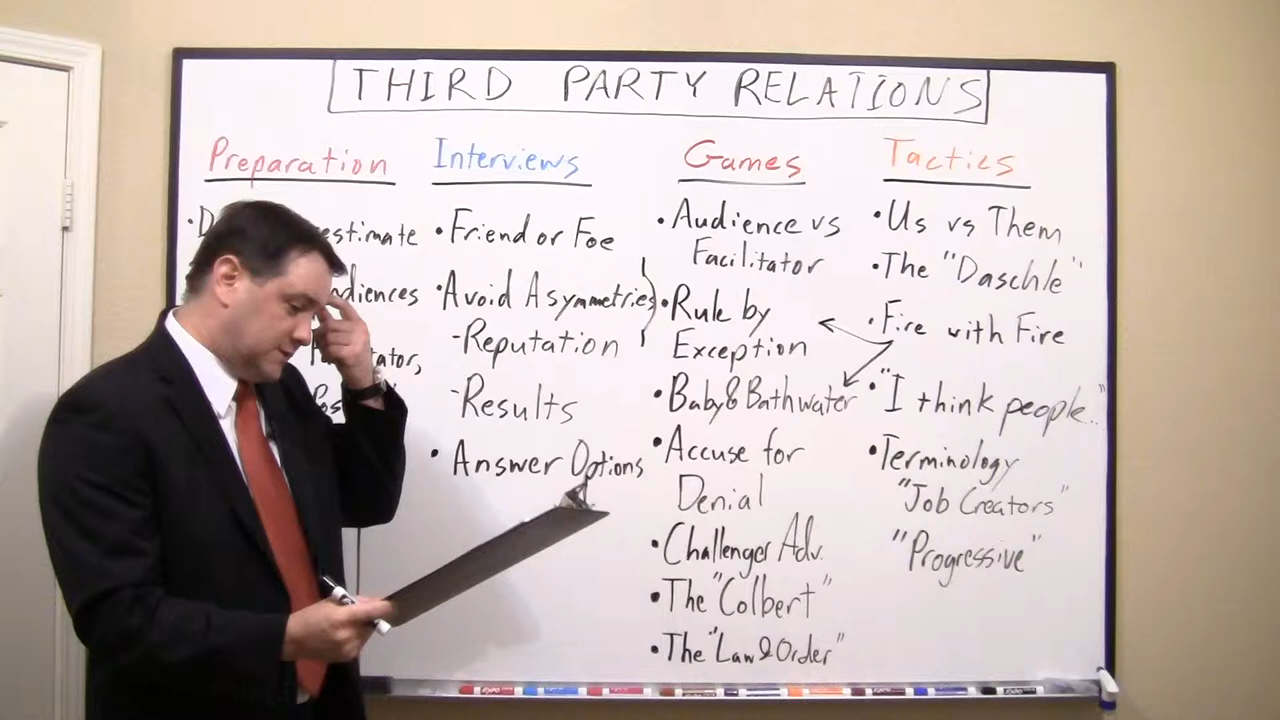 THIRD PARTY RELATIONS
Preparation
estimate
Interviews
• Friend or Foe
• Avoid Asymmetries
- Reputation
- Results
• Answer Options
Games
• Audience vs
Facilitator
• Rule by
Exception
• Baby & Bathwater
• Accuse for
Denial
• Challenger Adv.
• The "Colbert"
• The "Law & Order"
Tactics
• Us vs Them
• The "Daschle"
• Fire with Fire
• "I think people.."
• Terminology
"Job Creators"
"Progressive"